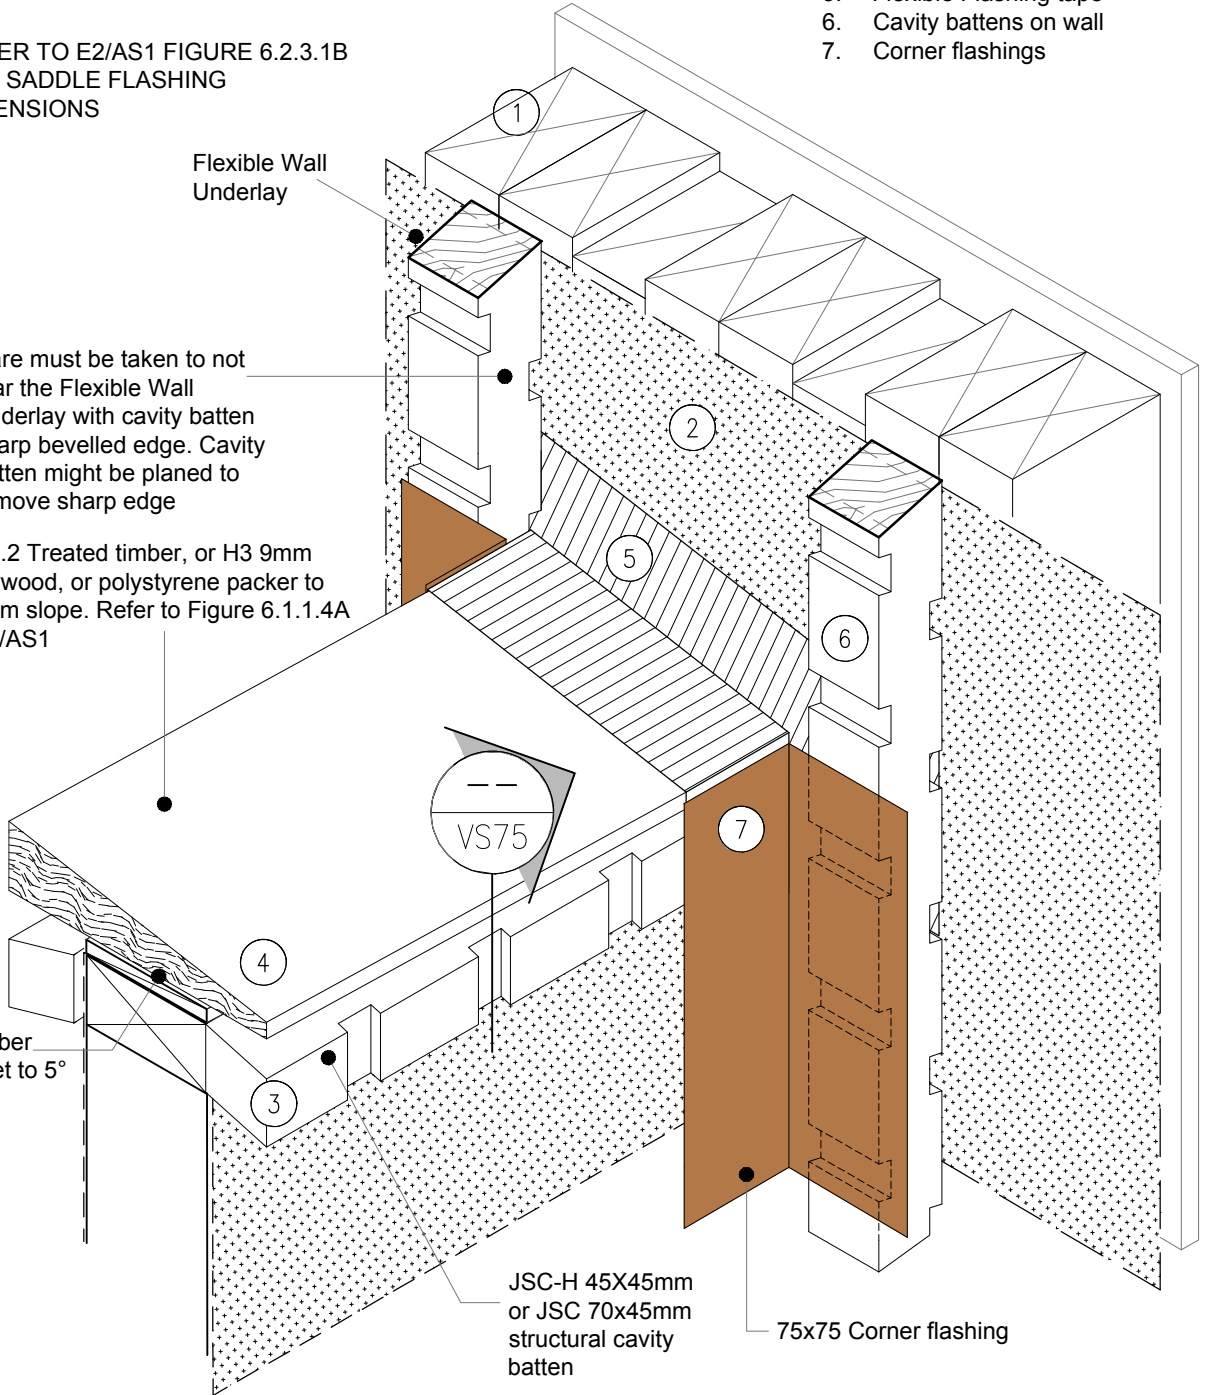 5. Flexible Flashing tape
6. Cavity battens on wall
7. Corner flashings
ER TO E2/AS1 FIGURE 6.2.3.1B
SADDLE FLASHING
ENSIONS
1
Flexible Wall
Underlay
are must be taken to not
ar the Flexible Wall
derlay with cavity batten
arp bevelled edge. Cavity
tten might be planed to
move sharp edge
2
5
.2 Treated timber, or H3 9mm
wood, or polystyrene packer to
m slope. Refer to Figure 6.1.1.4A
/AS1
6
-- --
VS75
7
4
ber
et to 5°
3
JSC-H 45X45mm
or JSC 70x45mm
structural cavity
batten
75x75 Corner flashing